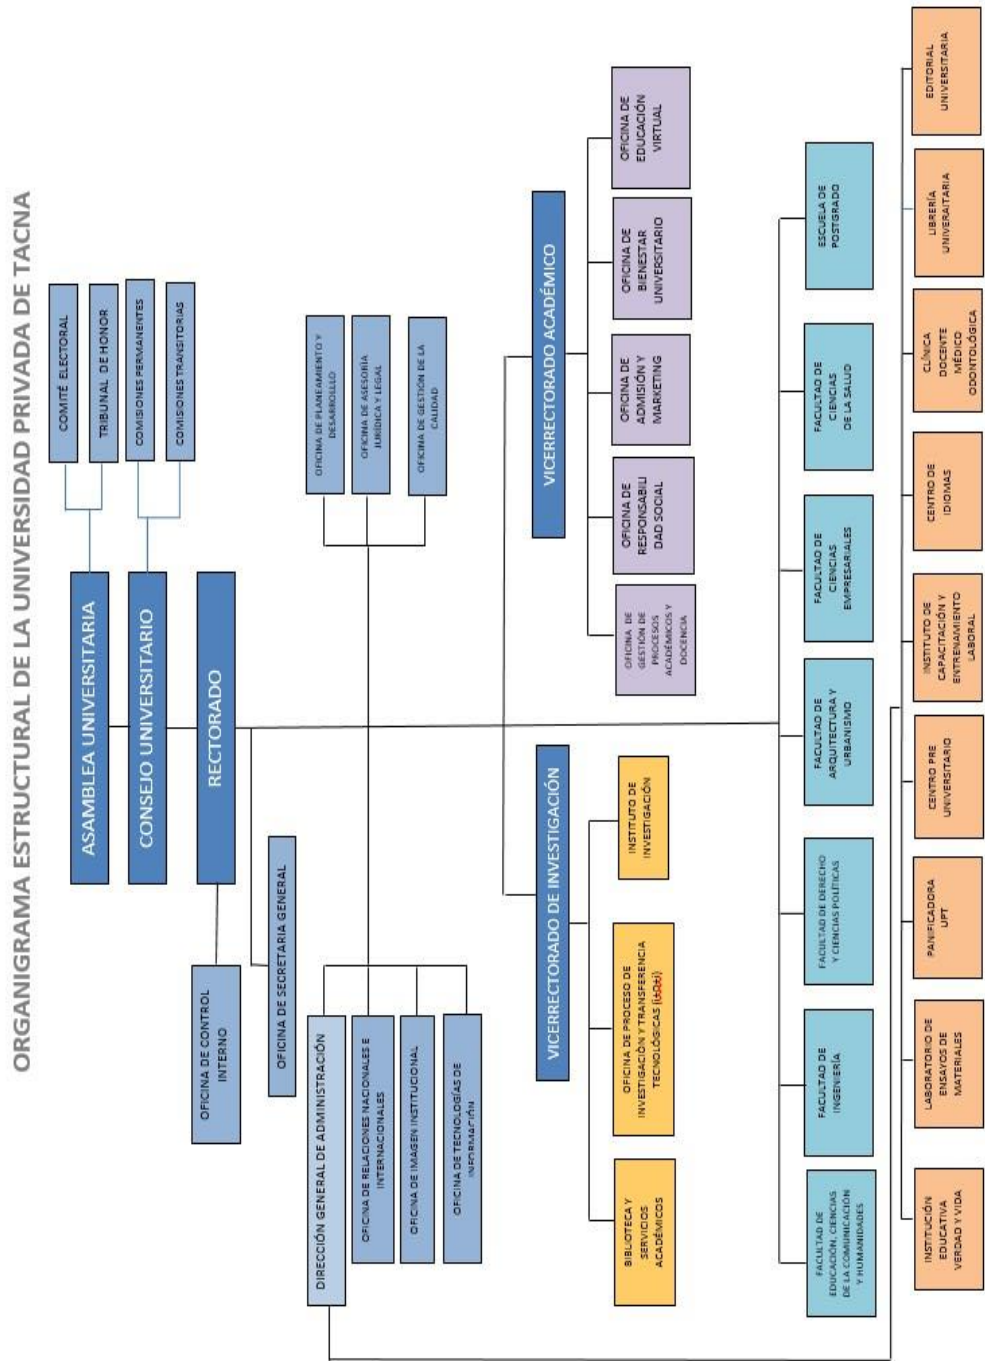 ORGANIGRAMA ESTRUCTURAL DE LA UNIVERSIDAD PRIVADA DE TACNA
ASAMBLEA UNIVERSITARIA
COMITÉ ELECTORAL
TRIBUNAL DE HONOR
CONSEJO UNIVERSITARIO
COMISIONES PERMANENTES
COMISIONES TRANSITORIAS
RECTORADO
OFICINA DE CONTROL
INTERNO
OFICINA DE SECRETARIA GENERAL
DIRECCIÓN GENERAL DE ADMINISTRACIÓN
OFICINA DE RELACIONES NACIONALES E
INTERNACIONALES
OFICINA DE IMAGEN INSTITUCIONAL
OFICINA DE TECNOLOGÍAS DE
INFORMACIÓN
OFICINA DE PLANEAMIENTO Y
DESARROLLLO
OFICINA DE ASESORÍA
JURÍDICA Y LEGAL
OFICINA DE GESTIÓN DE LA
CALIDAD
VICERRECTORADO DE INVESTIGACIÓN
VICERRECTORADO ACADÉMICO
BIBLIOTECA Y
SERVICIOS
ACADÉMICOS
OFICINA DE PROCESO DE
INVESTIGACIÓN Y TRANSFERENCIA
TECNOLÓGICAS
INSTITUTO DE
INVESTIGACIÓN
OFICINA DE
GESTIÓN DE
PROCESOS
ACADÉMICOS Y
DOCENCIA
OFICINA DE
RESPONSABILI
DAD SOCIAL
OFICINA DE
ADMISIÓN Y
MARKETING
OFICINA DE
BIENESTAR
UNIVERSITARIO
OFICINA DE
EDUCACIÓN
VIRTUAL
FACULTAD DE
EDUCACIÓN, CIENCIAS
DE LA COMUNICACIÓN
Y HUMANIDADES
FACULTAD DE
INGENIERÍA
FACULTAD DE DERECHO
Y CIENCIAS POLÍTICAS
FACULTAD DE
ARQUITECTURA Y
URBANISMO
FACULTAD DE
CIENCIAS
EMPRESARIALES
FACULTAD DE
CIENCIAS
DE LA SALUD
ESCUELA DE
POSTGRADO
INSTITUCIÓN
EDUCATIVA
VERDAD Y VIDA
LABORATORIO DE
ENSAYOS DE
MATERIALES
PANIFICADORA
UPT
CENTRO PRE
UNIVERSITARIO
INSTITUTO DE
CAPACITACIÓN Y
ENTRENAMIENTO
LABORAL
CENTRO DE
IDIOMAS
CLÍNICA
DOCENTE
MÉDICO
ODONTOLÓGICA
LIBRERÍA
UNIVERAITARIA
EDITORIAL
UNIVERSITARIA